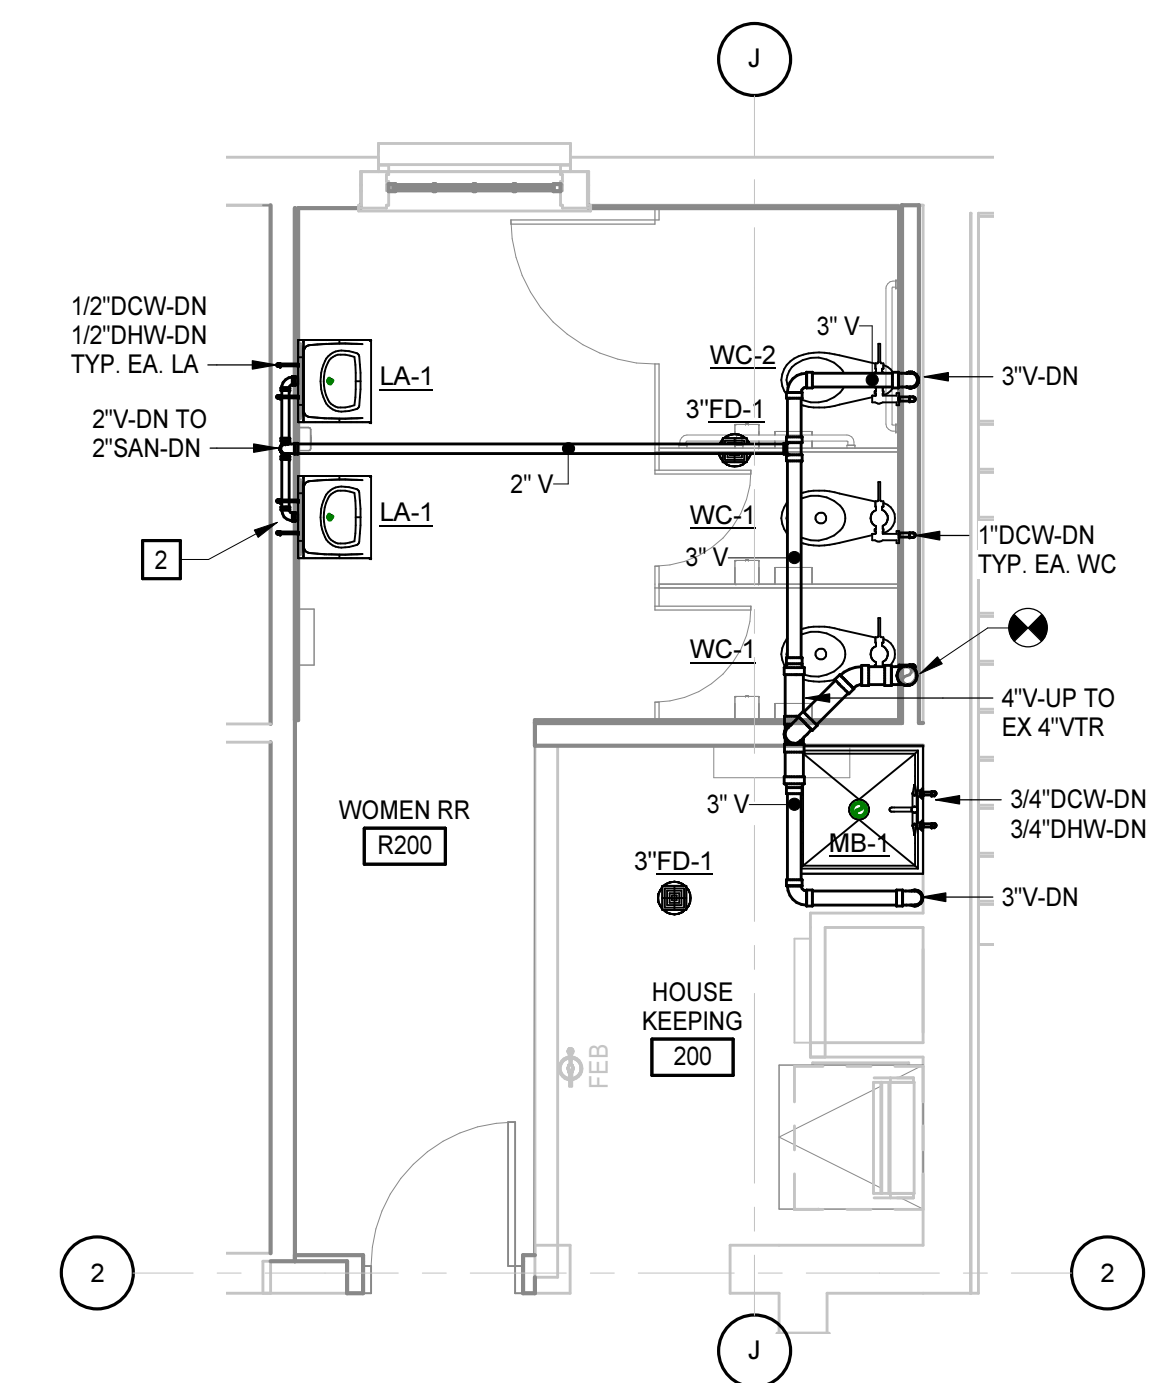 J
1/2"DCW-DN
1/2"DHW-DN
TYP. EA. LA
LA-1
WC-2
3" V
3"V-DN
2"V-DN TO
2"SAN-DN
3"FD-1
2" V
LA-1
WC-1
1"DCW-DN
TYP. EA. WC
2
3" V
WC-1
4"V-UP TO
EX 4"VTR
WOMEN RR
R200
3" V
3/4"DCW-DN
3/4"DHW-DN
MB-1
3"FD-1
3"V-DN
HOUSE
KEEPING
200
FEB
2
2
J